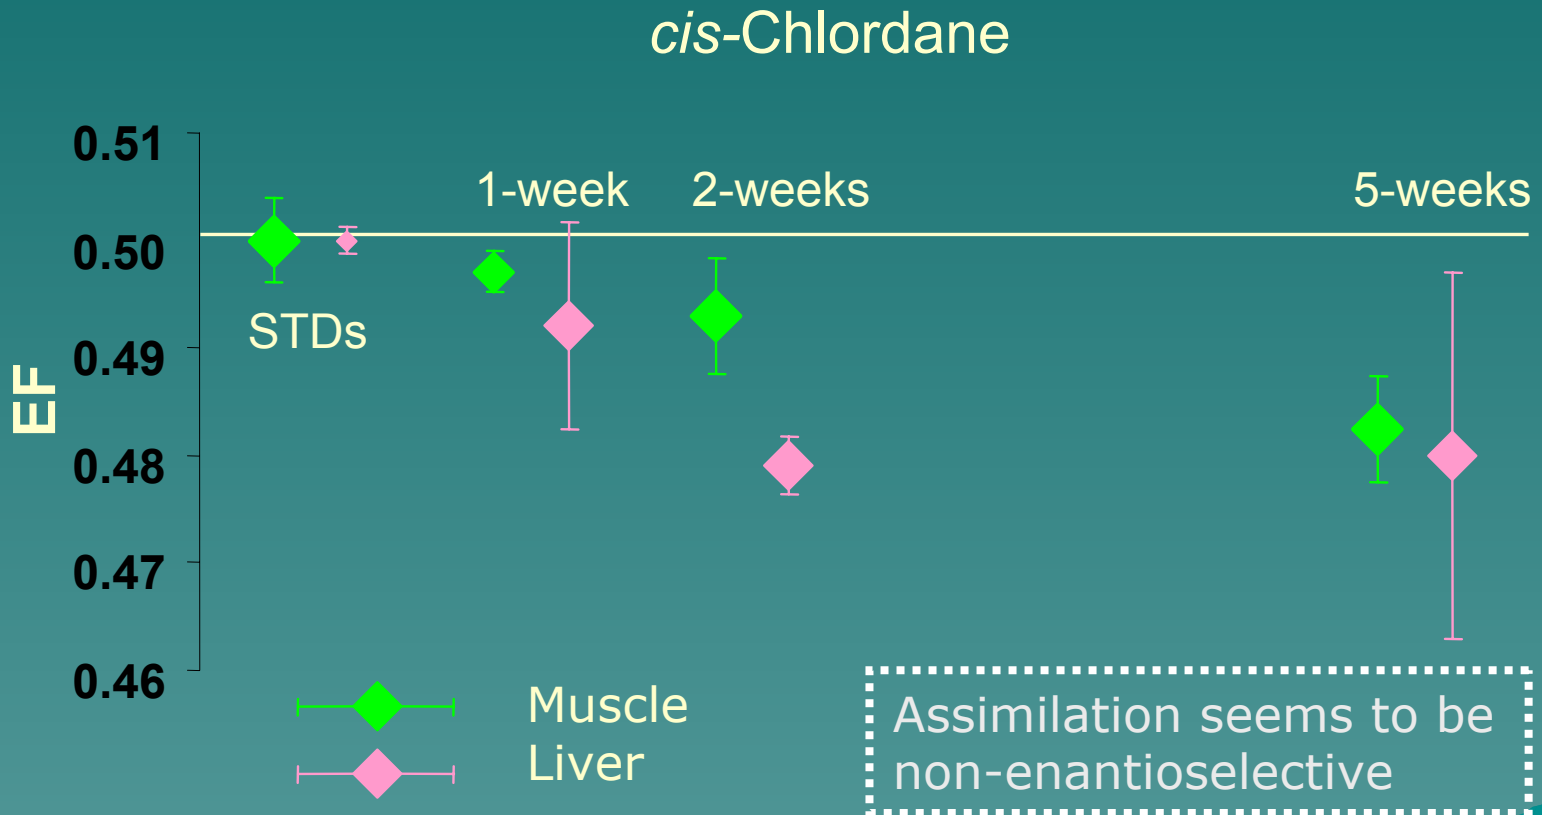 cis-Chlordane
0.51
1-week 2-weeks 5-weeks
0.50
STDs
0.49
EF
0.48
0.47
0.46
Muscle
Liver
Assimilation seems to be
non-enantioselective